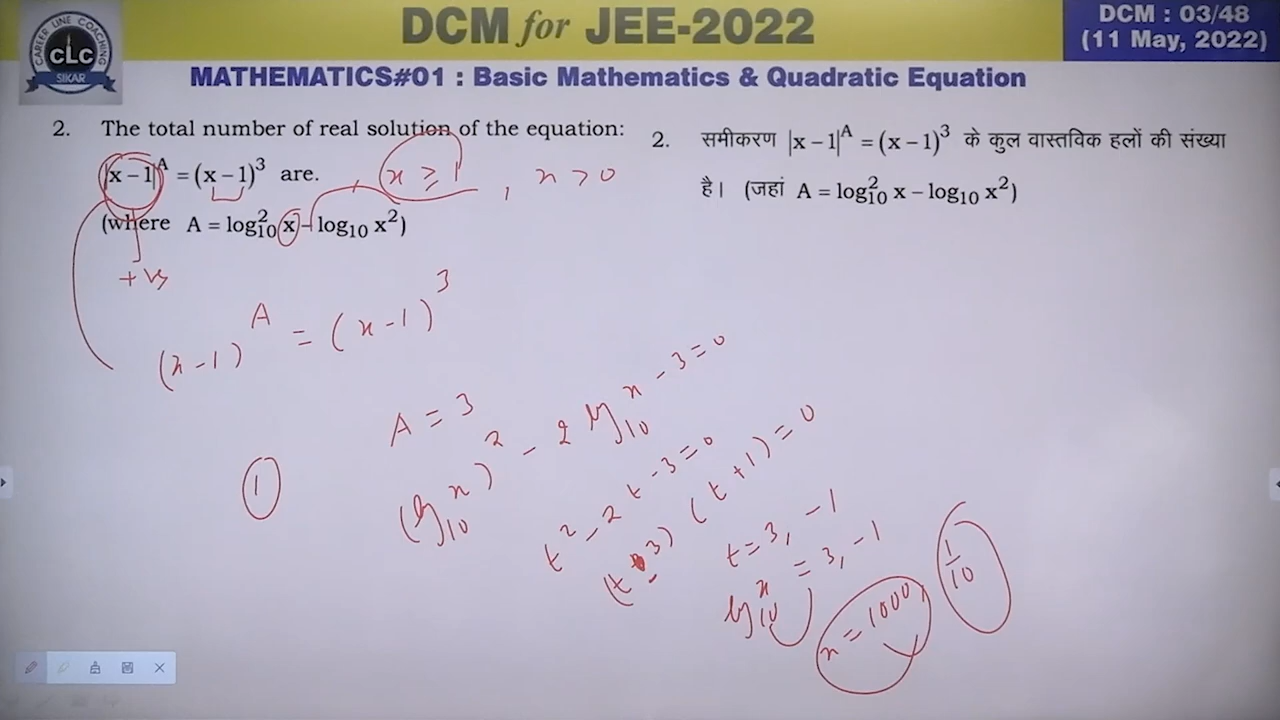 CAREER LINE COACHING
CLC
SIKAR
DCM for JEE-2022
DCM : 03/48
(11 May, 2022)
MATHEMATICS#01 : Basic Mathematics & Quadratic Equation
2. The total number of real solution of the equation:
|x – 1|^A = (x – 1)^3 are.
x ≥ 1 , x > 0
(where A = log²₁₀ x – log₁₀ x²)
2. समीकरण |x – 1|^A = (x – 1)^3 के कुल वास्तविक हलों की संख्या
है। (जहां A = log²₁₀ x – log₁₀ x²)
+ve
(x-1)^A = (x-1)^3
A = 3
(log₁₀ x)² - 2 log₁₀ x - 3 = 0
1
t² - 2t - 3 = 0
(t - 3) (t + 1) = 0
t = 3, -1
log₁₀ x = 3, -1
x = 1000, 1/10